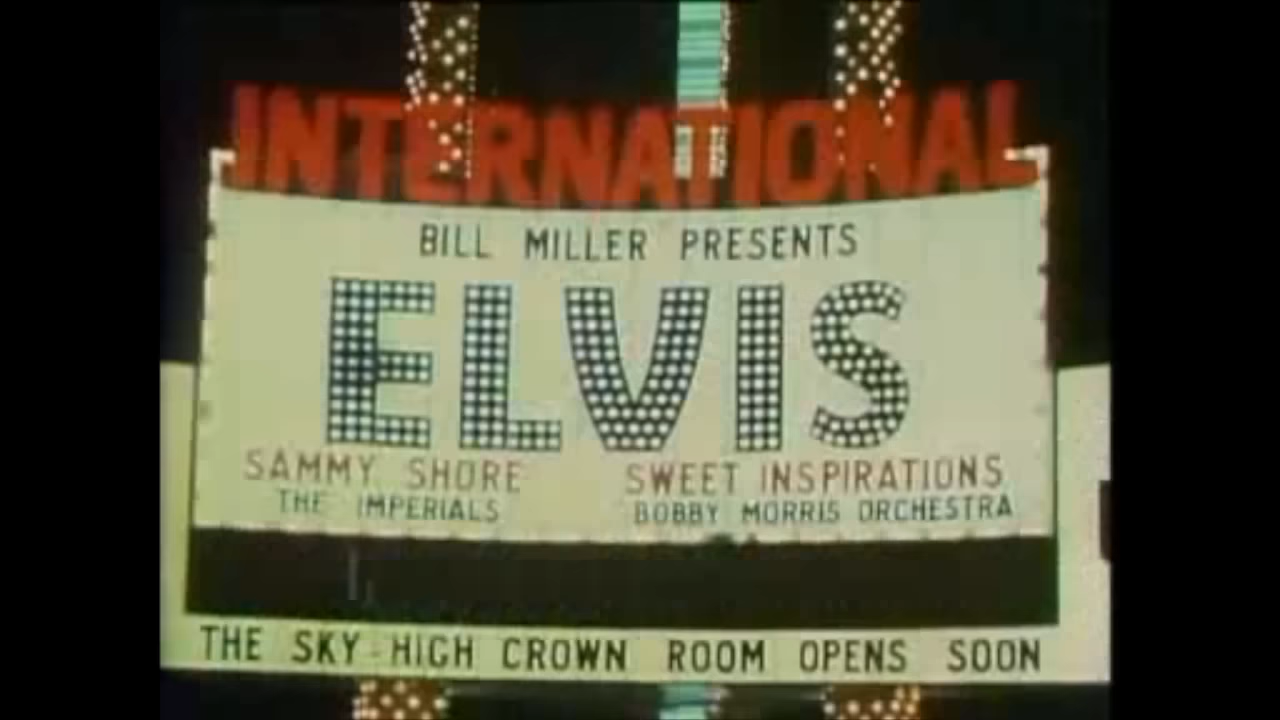 INTERNATIONAL
BILL MILLER PRESENTS
ELVIS
SAMMY SHORE SWEET INSPIRATIONS
THE IMPERIALS BOBBY MORRIS ORCHESTRA
THE SKY-HIGH CROWN ROOM OPENS SOON